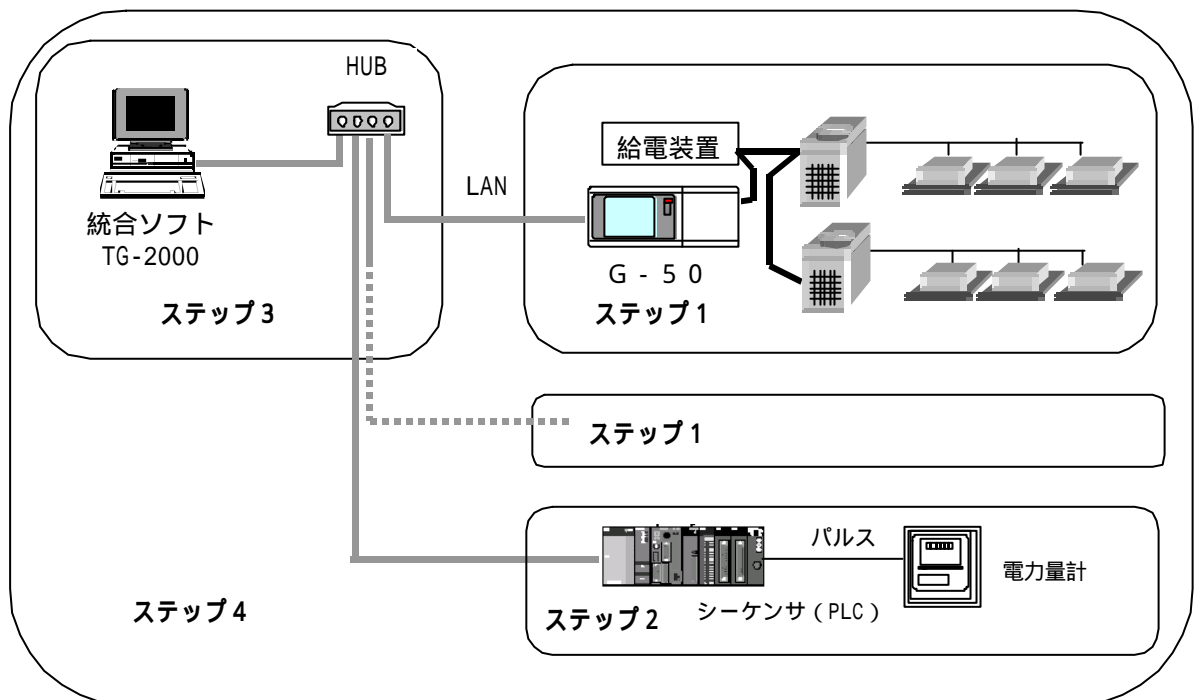 HUB
統合ソフト
TG-2000
ステップ3
LAN
給電装置
G-50
ステップ1
ステップ1
ステップ4
パルス
電力量計
ステップ2
シーケンサ(PLC)